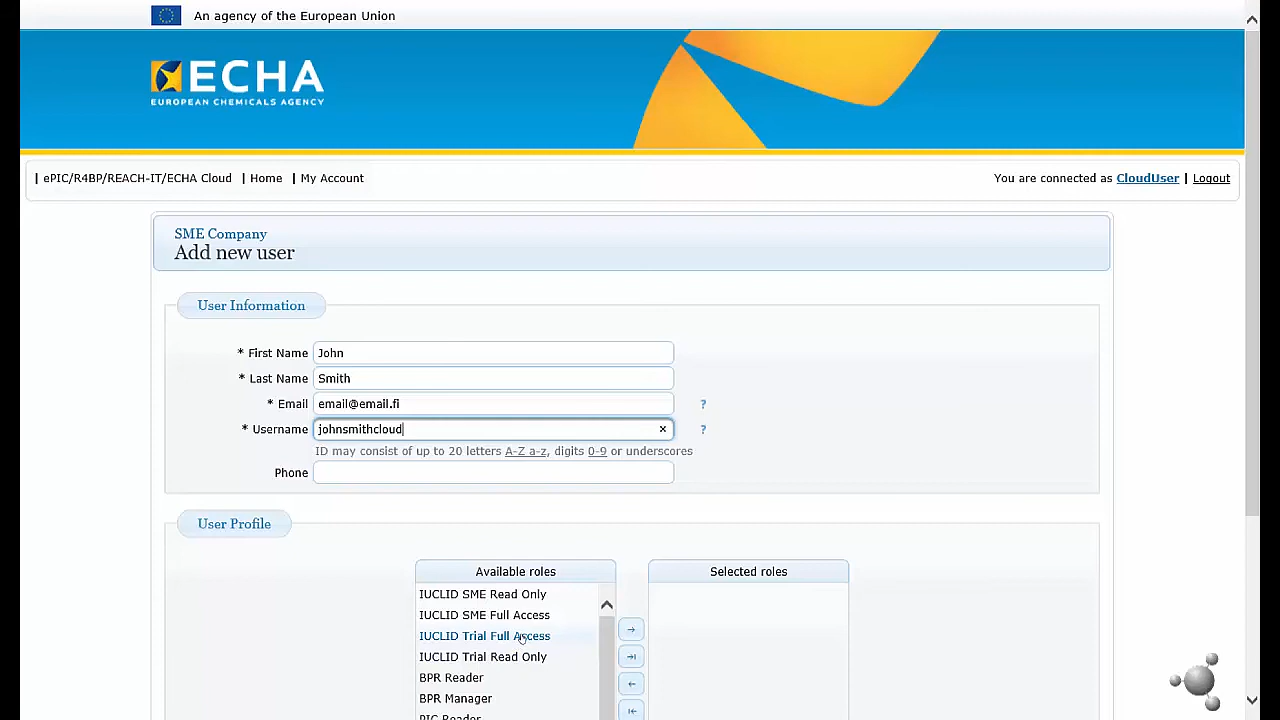 An agency of the European Union
ECHA
EUROPEAN CHEMICALS AGENCY
| ePIC/R4BP/REACH-IT/ECHA Cloud | Home | My Account
You are connected as CloudUser | Logout
SME Company
Add new user
User Information
* First Name John
* Last Name Smith
* Email email@email.fi ?
* Username johnsmithcloud × ?
ID may consist of up to 20 letters A-Z a-z, digits 0-9 or underscores
Phone
User Profile
Available roles
IUCLID SME Read Only
IUCLID SME Full Access
IUCLID Trial Full Access
IUCLID Trial Read Only
BPR Reader
BPR Manager
PIC Reader
Selected roles